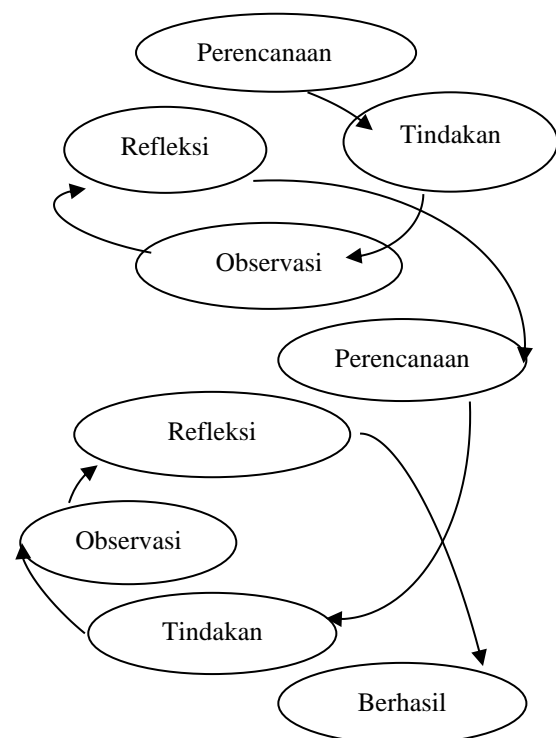 Perencanaan
Tindakan
Refleksi
Observasi
Perencanaan
Refleksi
Observasi
Tindakan
Berhasil